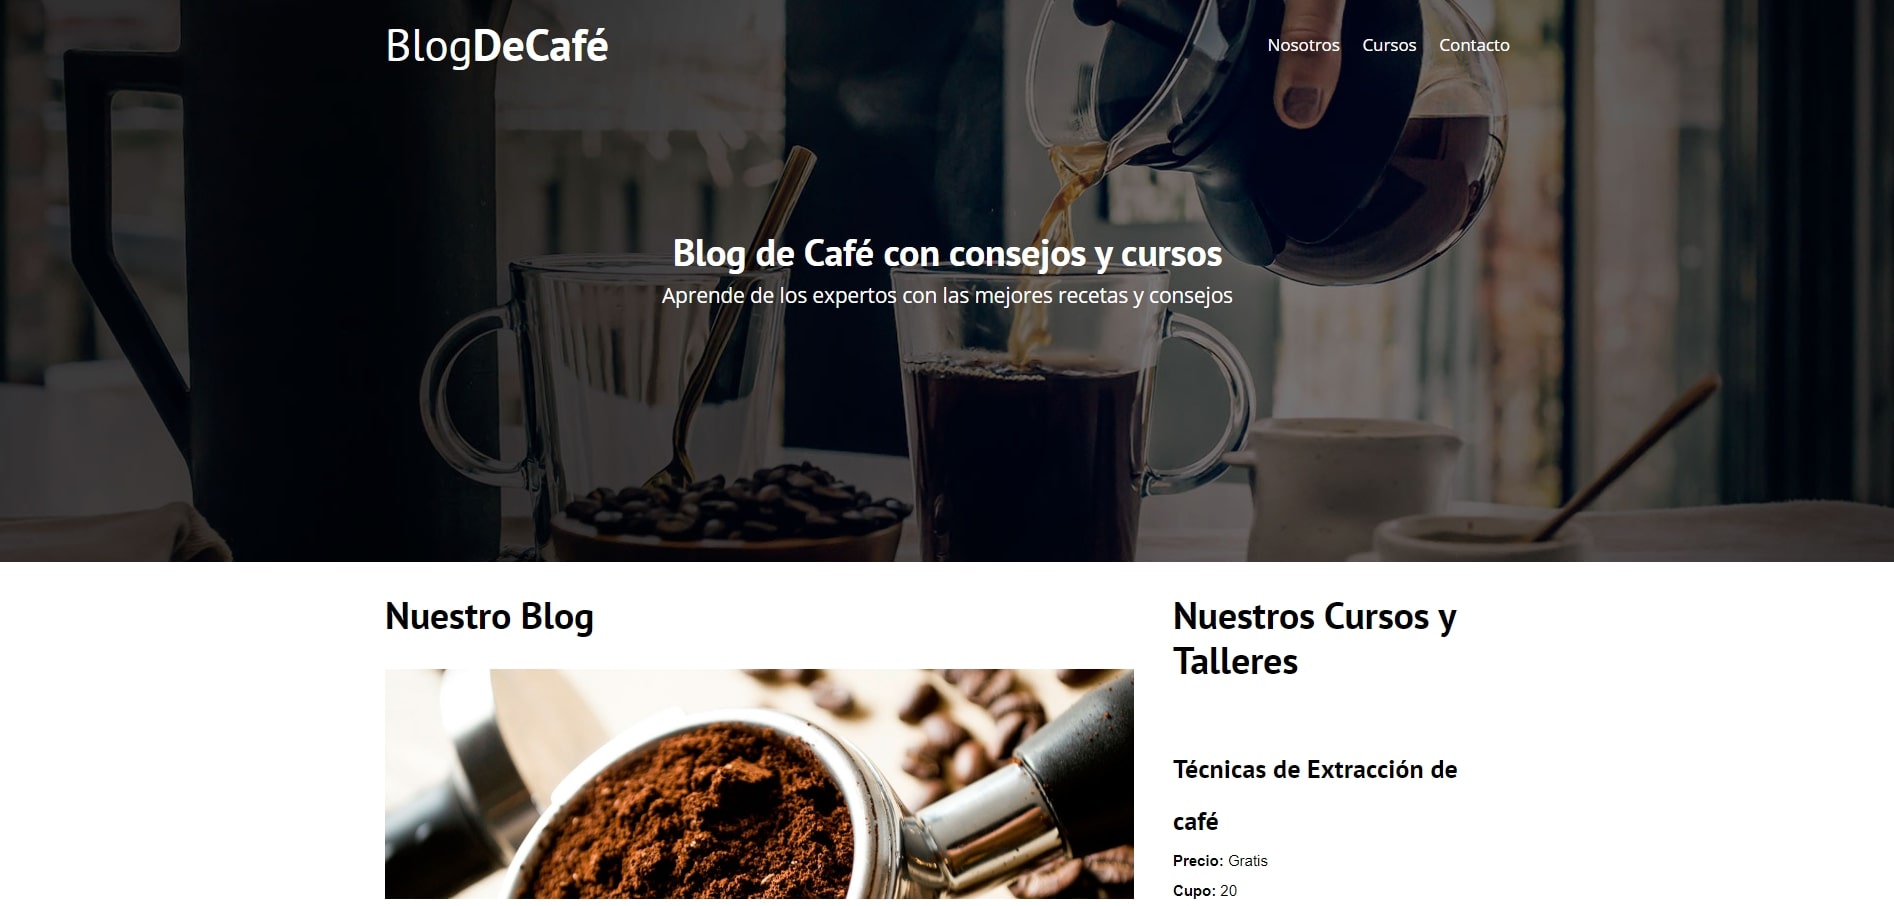 BlogDeCafé
Nosotros Cursos Contacto
Blog de Café con consejos y cursos
Aprende de los expertos con las mejores recetas y consejos
Nuestro Blog
Nuestros Cursos y
Talleres
Técnicas de Extracción de
café
Precio: Gratis
Cupo: 20